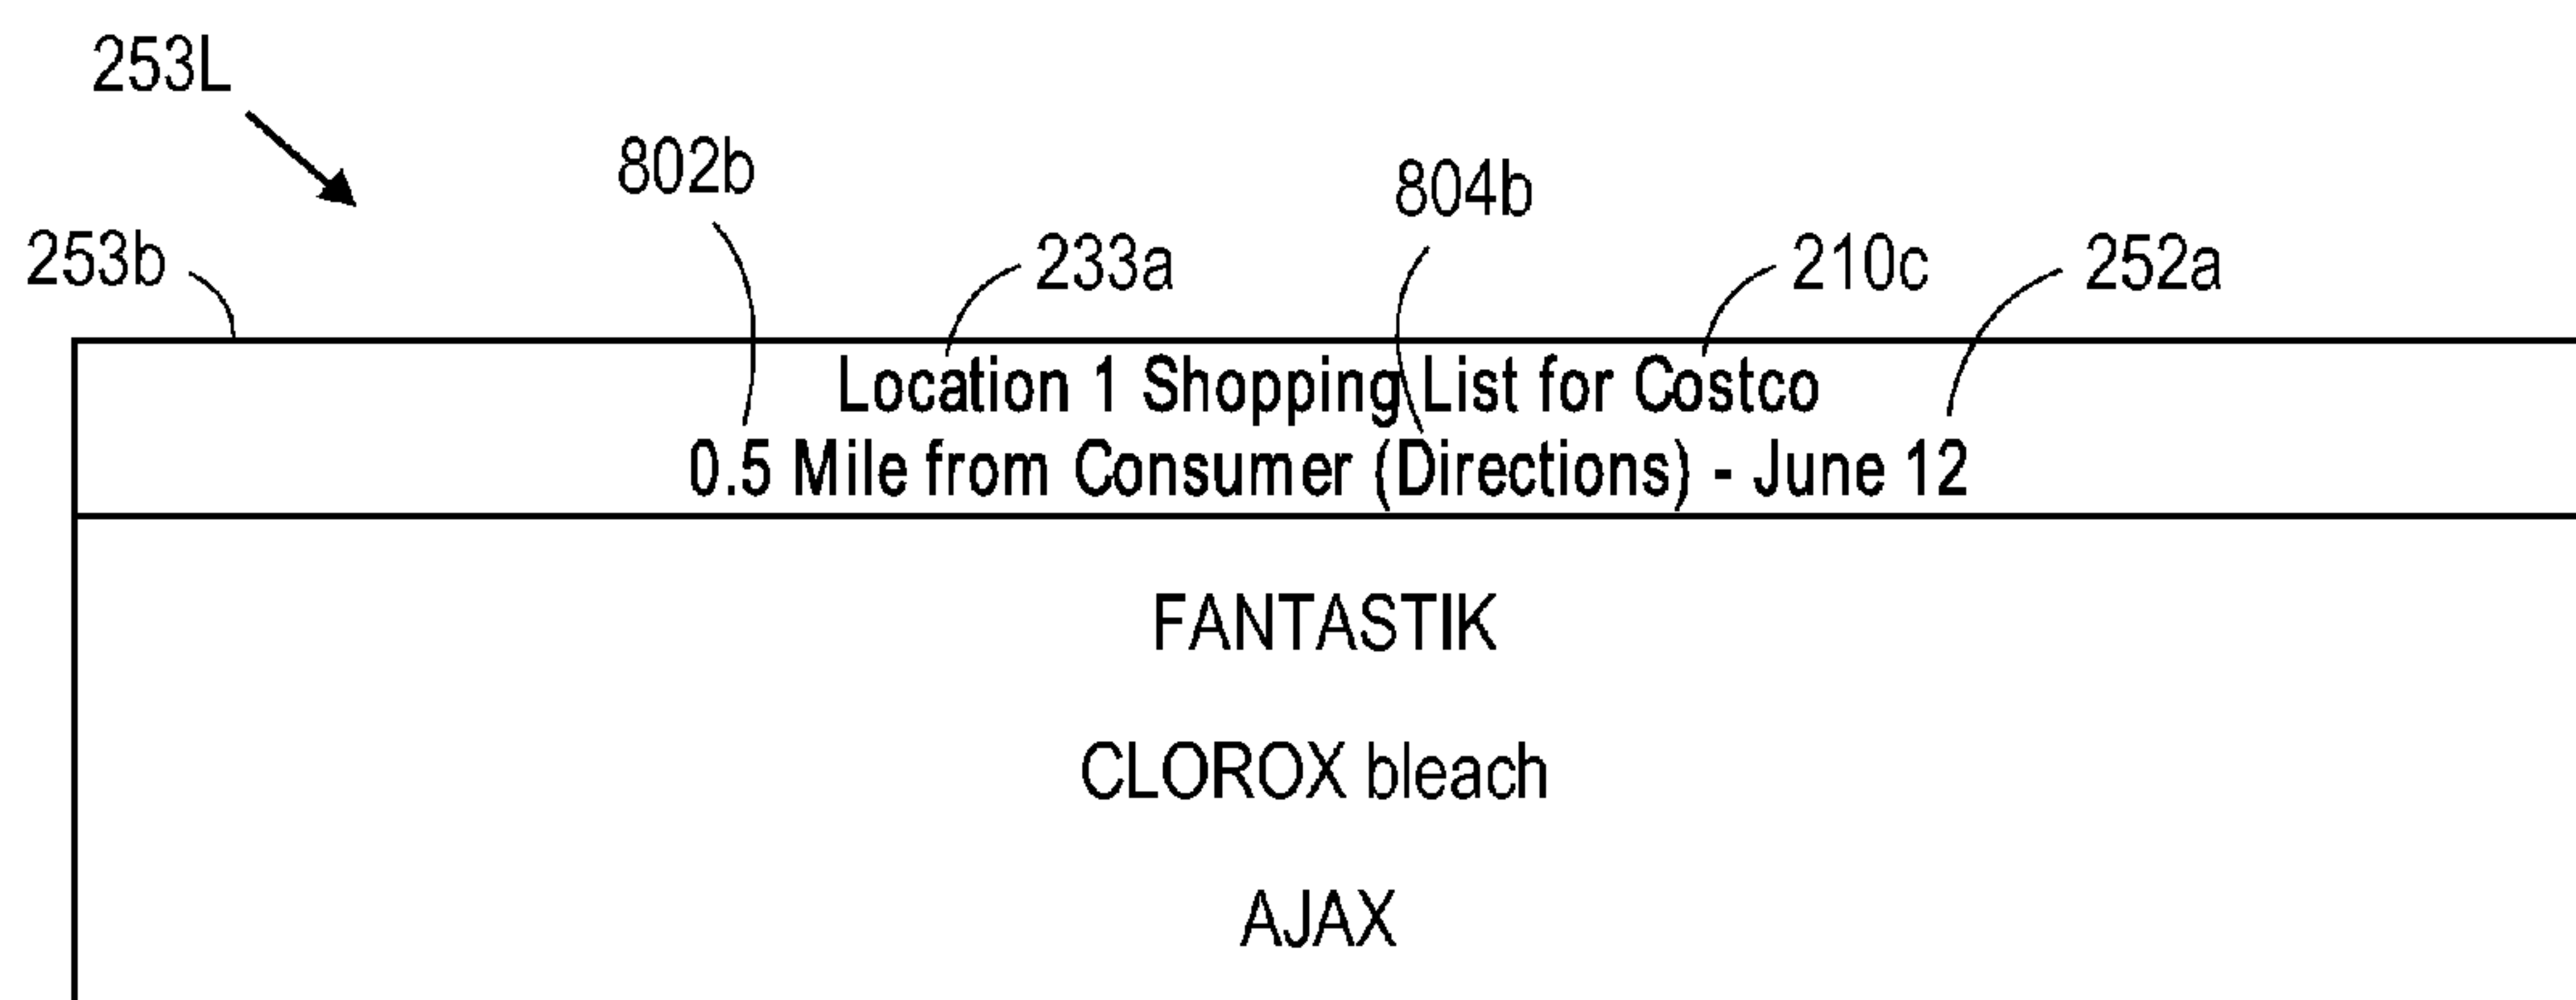 253L
802b
804b
253b
233a
210c
252a
Location 1 Shopping List for Costco
0.5 Mile from Consumer (Directions) - June 12
FANTASTIK
CLOROX bleach
AJAX